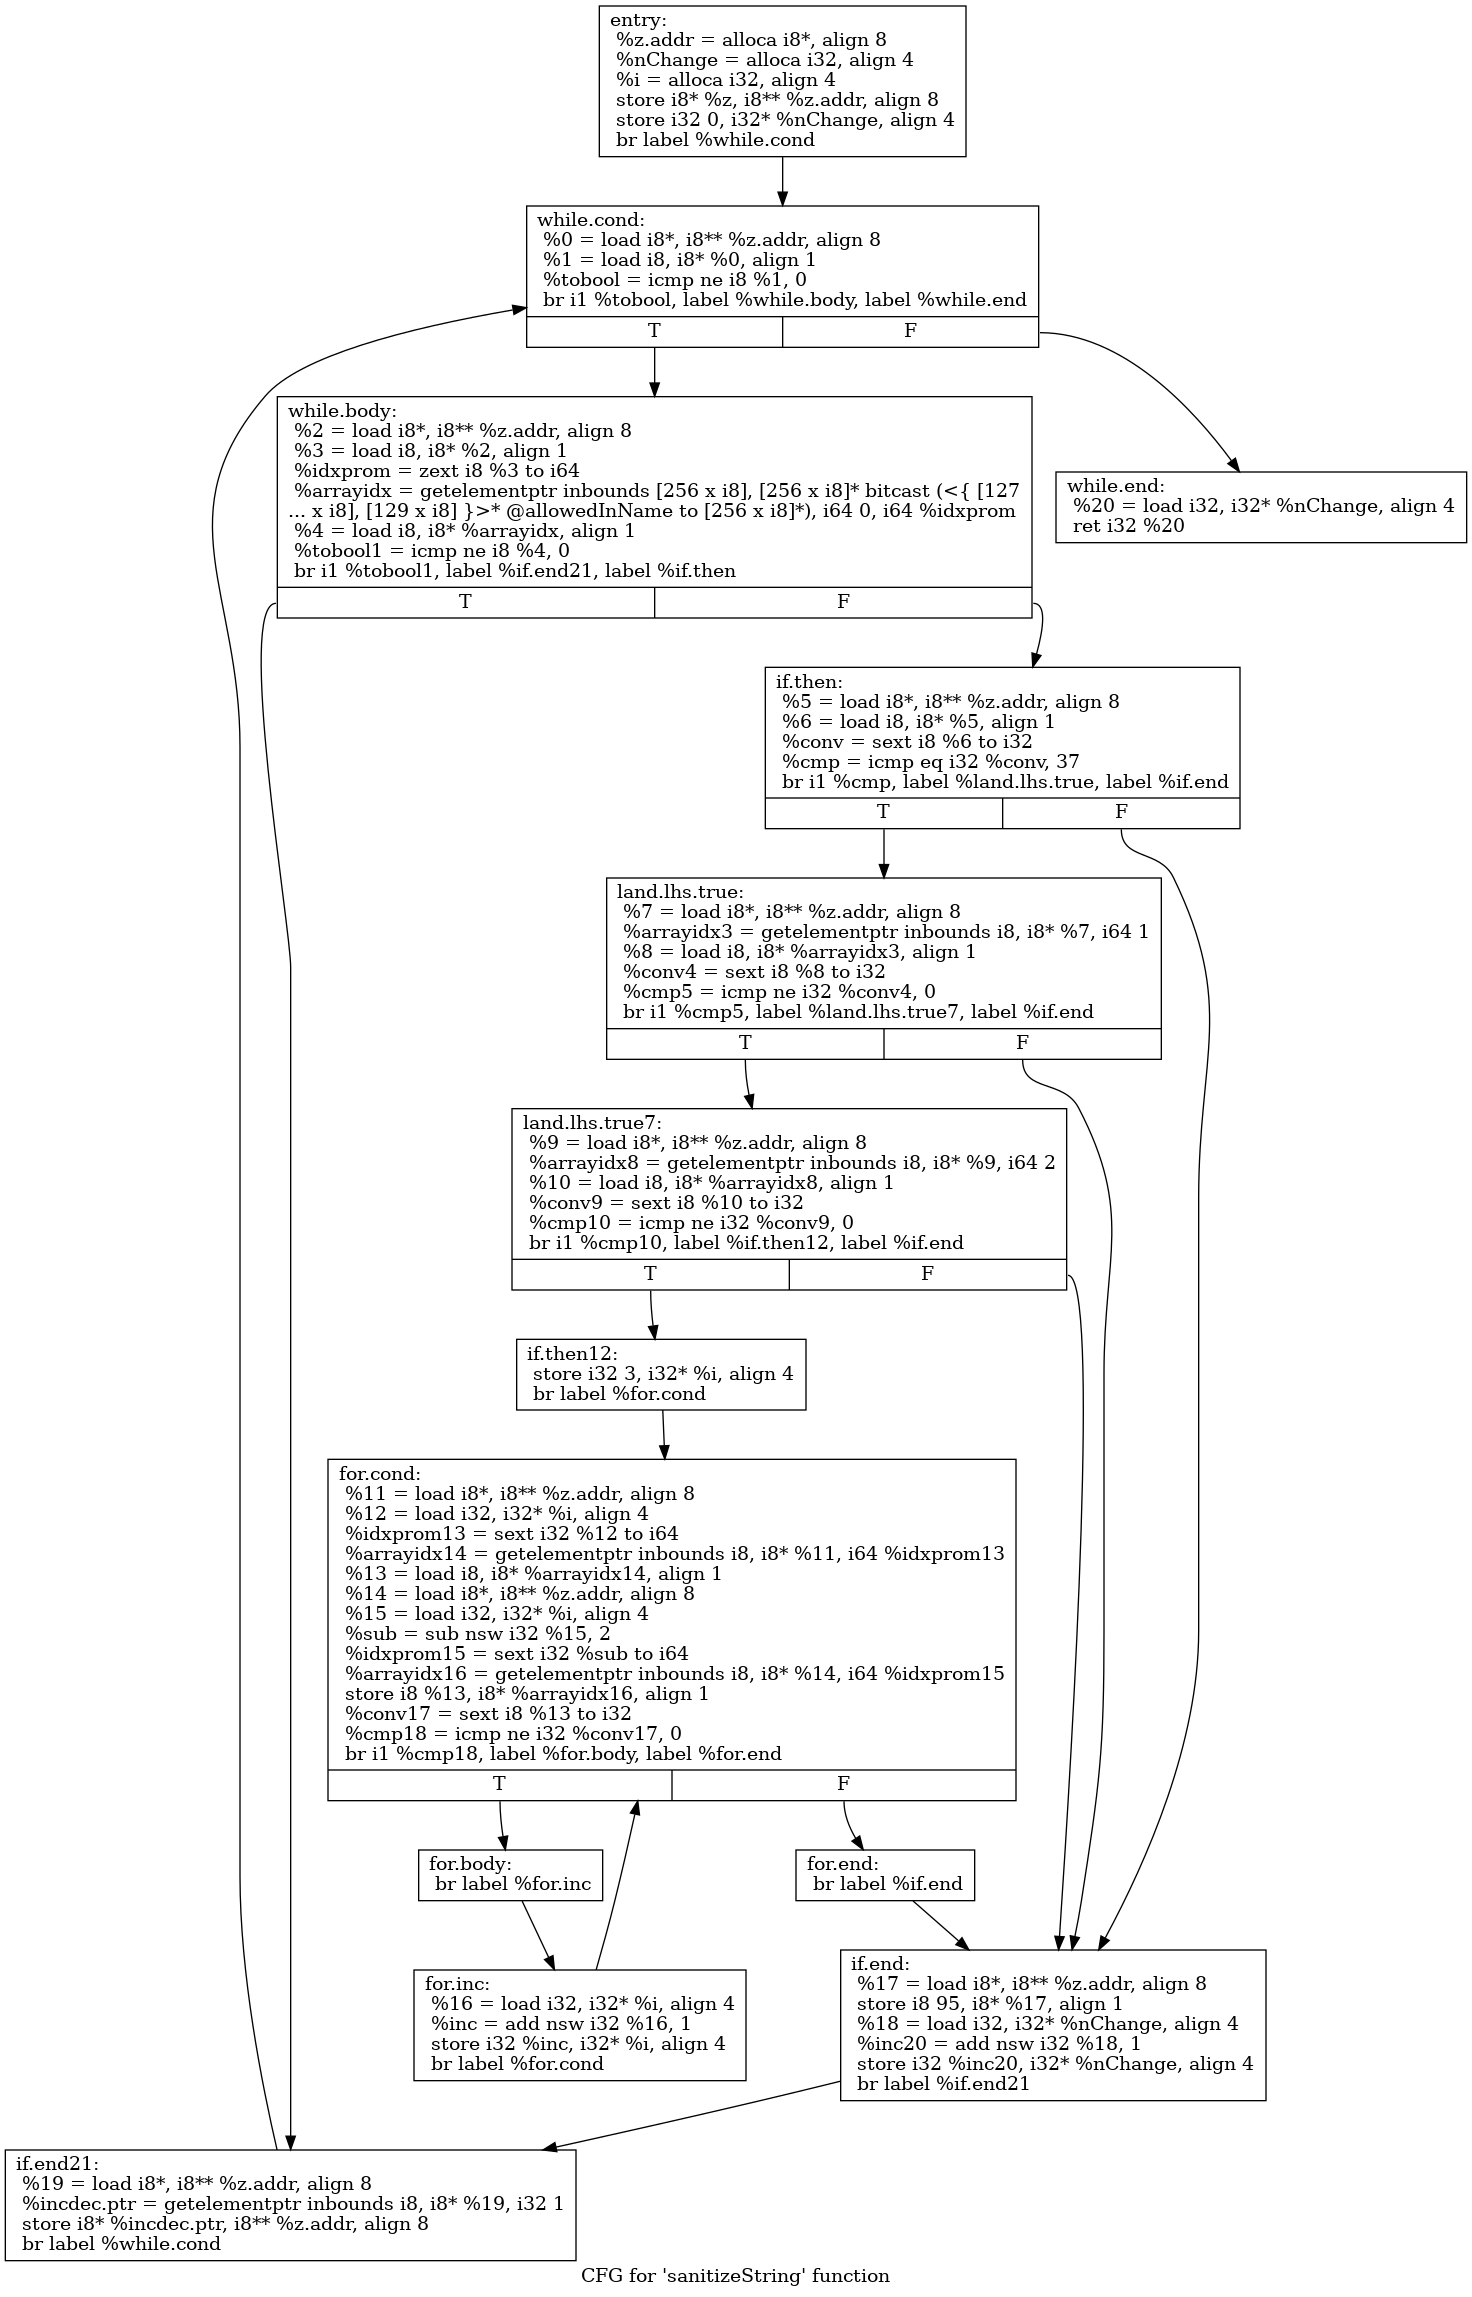 entry:
%z.addr = alloca i8*, align 8
%nChange = alloca i32, align 4
%i = alloca i32, align 4
store i8* %z, i8** %z.addr, align 8
store i32 0, i32* %nChange, align 4
br label %while.cond
while.cond:
%0 = load i8*, i8** %z.addr, align 8
%1 = load i8, i8* %0, align 1
%tobool = icmp ne i8 %1, 0
br i1 %tobool, label %while.body, label %while.end
T
F
while.body:
%2 = load i8*, i8** %z.addr, align 8
%3 = load i8, i8* %2, align 1
%idxprom = zext i8 %3 to i64
%arrayidx = getelementptr inbounds [256 x i8], [256 x i8]* bitcast (<{ [127
... x i8], [129 x i8] }>* @allowedInName to [256 x i8]*), i64 0, i64 %idxprom
%4 = load i8, i8* %arrayidx, align 1
%tobool1 = icmp ne i8 %4, 0
br i1 %tobool1, label %if.end21, label %if.then
T
F
while.end:
%20 = load i32, i32* %nChange, align 4
ret i32 %20
if.then:
%5 = load i8*, i8** %z.addr, align 8
%6 = load i8, i8* %5, align 1
%conv = sext i8 %6 to i32
%cmp = icmp eq i32 %conv, 37
br i1 %cmp, label %land.lhs.true, label %if.end
T
F
land.lhs.true:
%7 = load i8*, i8** %z.addr, align 8
%arrayidx3 = getelementptr inbounds i8, i8* %7, i64 1
%8 = load i8, i8* %arrayidx3, align 1
%conv4 = sext i8 %8 to i32
%cmp5 = icmp ne i32 %conv4, 0
br i1 %cmp5, label %land.lhs.true7, label %if.end
T
F
land.lhs.true7:
%9 = load i8*, i8** %z.addr, align 8
%arrayidx8 = getelementptr inbounds i8, i8* %9, i64 2
%10 = load i8, i8* %arrayidx8, align 1
%conv9 = sext i8 %10 to i32
%cmp10 = icmp ne i32 %conv9, 0
br i1 %cmp10, label %if.then12, label %if.end
T
F
if.then12:
store i32 3, i32* %i, align 4
br label %for.cond
for.cond:
%11 = load i8*, i8** %z.addr, align 8
%12 = load i32, i32* %i, align 4
%idxprom13 = sext i32 %12 to i64
%arrayidx14 = getelementptr inbounds i8, i8* %11, i64 %idxprom13
%13 = load i8, i8* %arrayidx14, align 1
%14 = load i8*, i8** %z.addr, align 8
%15 = load i32, i32* %i, align 4
%sub = sub nsw i32 %15, 2
%idxprom15 = sext i32 %sub to i64
%arrayidx16 = getelementptr inbounds i8, i8* %14, i64 %idxprom15
store i8 %13, i8* %arrayidx16, align 1
%conv17 = sext i8 %13 to i32
%cmp18 = icmp ne i32 %conv17, 0
br i1 %cmp18, label %for.body, label %for.end
T
F
for.body:
br label %for.inc
for.end:
br label %if.end
for.inc:
%16 = load i32, i32* %i, align 4
%inc = add nsw i32 %16, 1
store i32 %inc, i32* %i, align 4
br label %for.cond
if.end:
%17 = load i8*, i8** %z.addr, align 8
store i8 95, i8* %17, align 1
%18 = load i32, i32* %nChange, align 4
%inc20 = add nsw i32 %18, 1
store i32 %inc20, i32* %nChange, align 4
br label %if.end21
if.end21:
%19 = load i8*, i8** %z.addr, align 8
%incdec.ptr = getelementptr inbounds i8, i8* %19, i32 1
store i8* %incdec.ptr, i8** %z.addr, align 8
br label %while.cond
CFG for 'sanitizeString' function